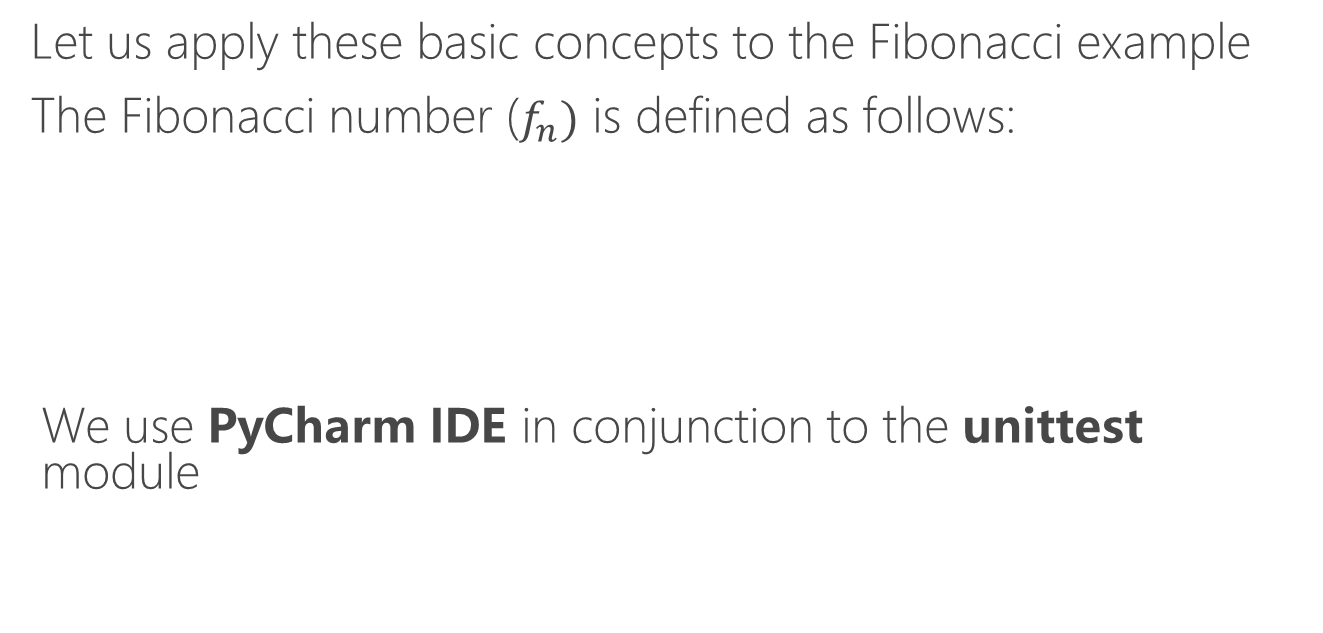 Let us apply these basic concepts to the Fibonacci example
The Fibonacci number (fₙ) is defined as follows:
We use PyCharm IDE in conjunction to the unittest
module